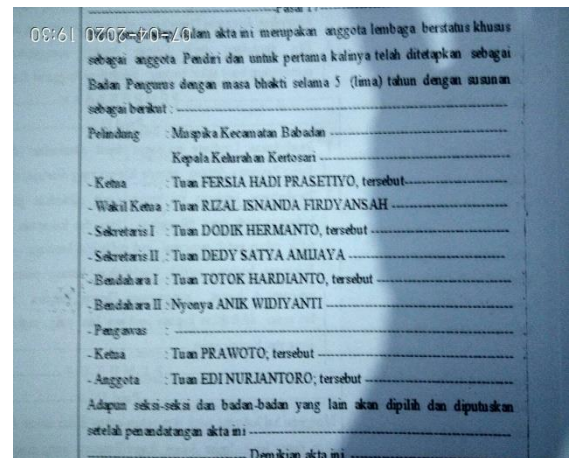 Pasal 1
dalam akta ini merupakan anggota lembaga berstatus khusus
sebagai anggota Pendiri dan untuk pertama kalinya telah ditetapkan sebagai
Badan Pengurus dengan masa bhakti selama 5 (lima) tahun dengan susunan
sebagai berikut :
Pelindung : Muspika Kecamatan Babadan
Kepala Kelurahan Kertosari
- Ketua : Tuan FERSIA HADI PRASETIYO, tersebut
- Wakil Ketua : Tuan RIZAL ISNANDA FIRDYANSAH
- Sekretaris I : Tuan DODIK HERMANTO, tersebut
- Sekretaris II : Tuan DEDY SATYA AMIJAYA
- Bendahara I : Tuan TOTOK HARDIANTO, tersebut
- Bendahara II : Nyonya ANIK WIDIYANTI
- Pengawas :
- Ketua : Tuan PRAWOTO; tersebut
- Anggota : Tuan EDI NURJANTORO; tersebut
Adapun seksi-seksi dan badan-badan yang lain akan dipilih dan diputuskan
setelah penandatangan akta ini
Demikian akta ini